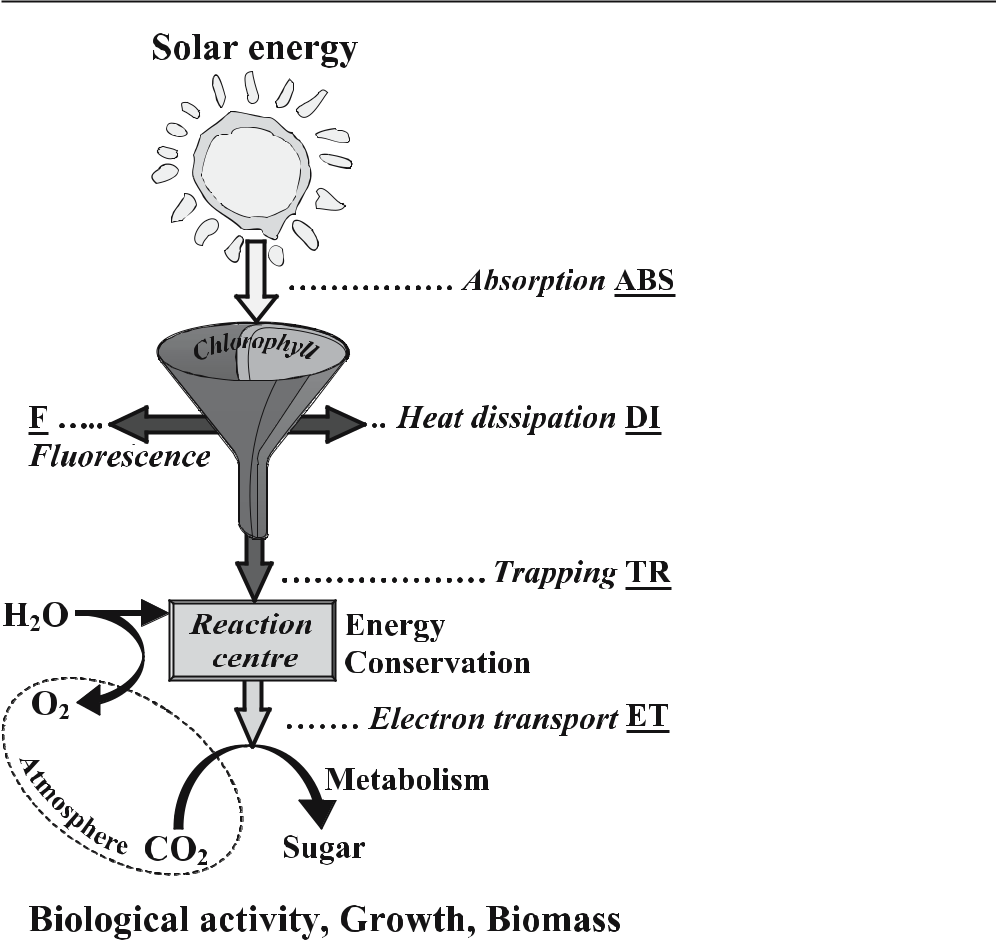 Solar energy
................ Absorption ABS
Chlorophyll
F ..... .. Heat dissipation DI
Fluorescence
................... Trapping TR
H₂O
Reaction
centre
Energy
Conservation
O₂
....... Electron transport ET
Atmosphere
Metabolism
CO₂
Sugar
Biological activity, Growth, Biomass